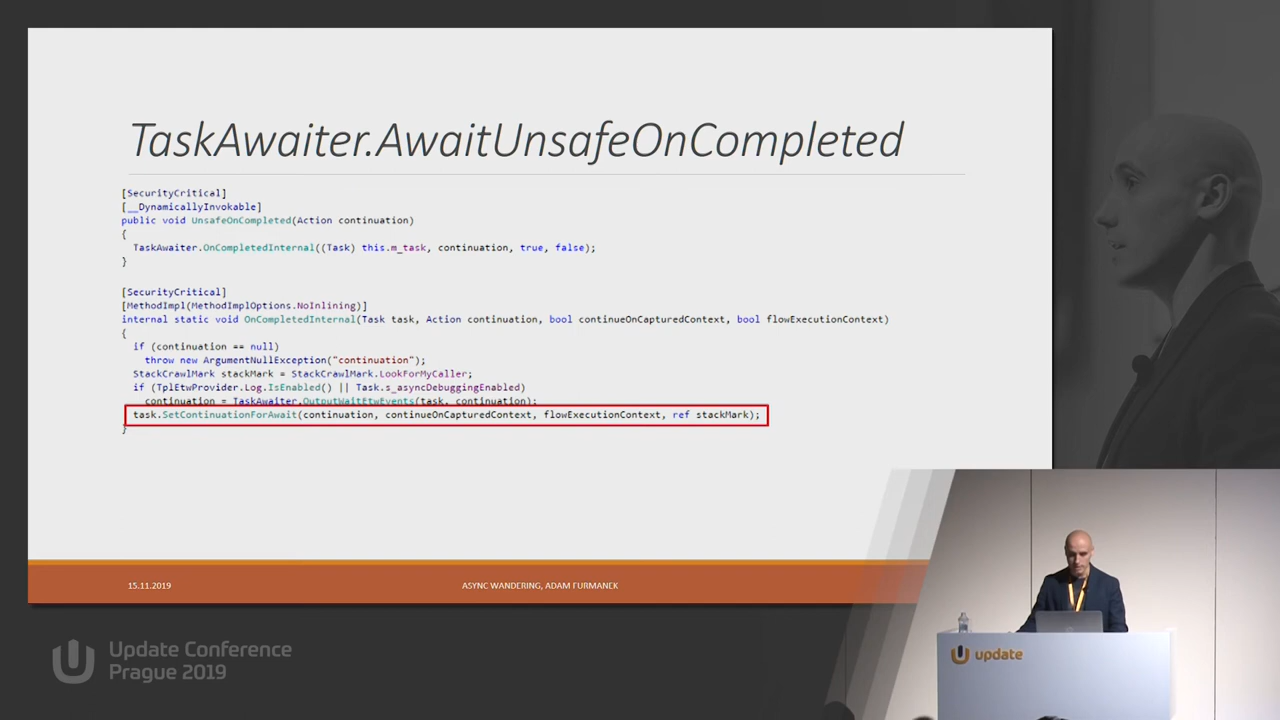 TaskAwaiter.AwaitUnsafeOnCompleted
[SecurityCritical]
[__DynamicallyInvokable]
public void UnsafeOnCompleted(Action continuation)
{
TaskAwaiter.OnCompletedInternal((Task) this.m_task, continuation, true, false);
}
[SecurityCritical]
[MethodImpl(MethodImplOptions.NoInlining)]
internal static void OnCompletedInternal(Task task, Action continuation, bool continueOnCapturedContext, bool flowExecutionContext)
{
if (continuation == null)
throw new ArgumentNullException("continuation");
StackCrawlMark stackMark = StackCrawlMark.LookForMyCaller;
if (TplEtwProvider.Log.IsEnabled() || Task.s_asyncDebuggingEnabled)
continuation = TaskAwaiter.OutputWaitEtwEvents(task, continuation);
task.SetContinuationForAwait(continuation, continueOnCapturedContext, flowExecutionContext, ref stackMark);
}
15.11.2019
ASYNC WANDERING, ADAM FURMANEK
Update Conference
Prague 2019
update